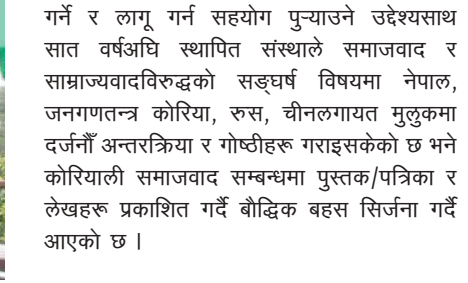 गर्ने र लागू गर्न सहयोग पुऱ्याउने उद्देश्यसाथ
सात वर्षअघि स्थापित संस्थाले समाजवाद र
साम्राज्यवादविरुद्धको सङ्घर्ष विषयमा नेपाल,
जनगणतन्त्र कोरिया, रुस, चीनलगायत मुलुकमा
दर्जनौँ अन्तरक्रिया र गोष्ठीहरू गराइसकेको छ भने
कोरियाली समाजवाद सम्बन्धमा पुस्तक/पत्रिका र
लेखहरू प्रकाशित गर्दै बौद्धिक बहस सिर्जना गर्दै
आएको छ ।